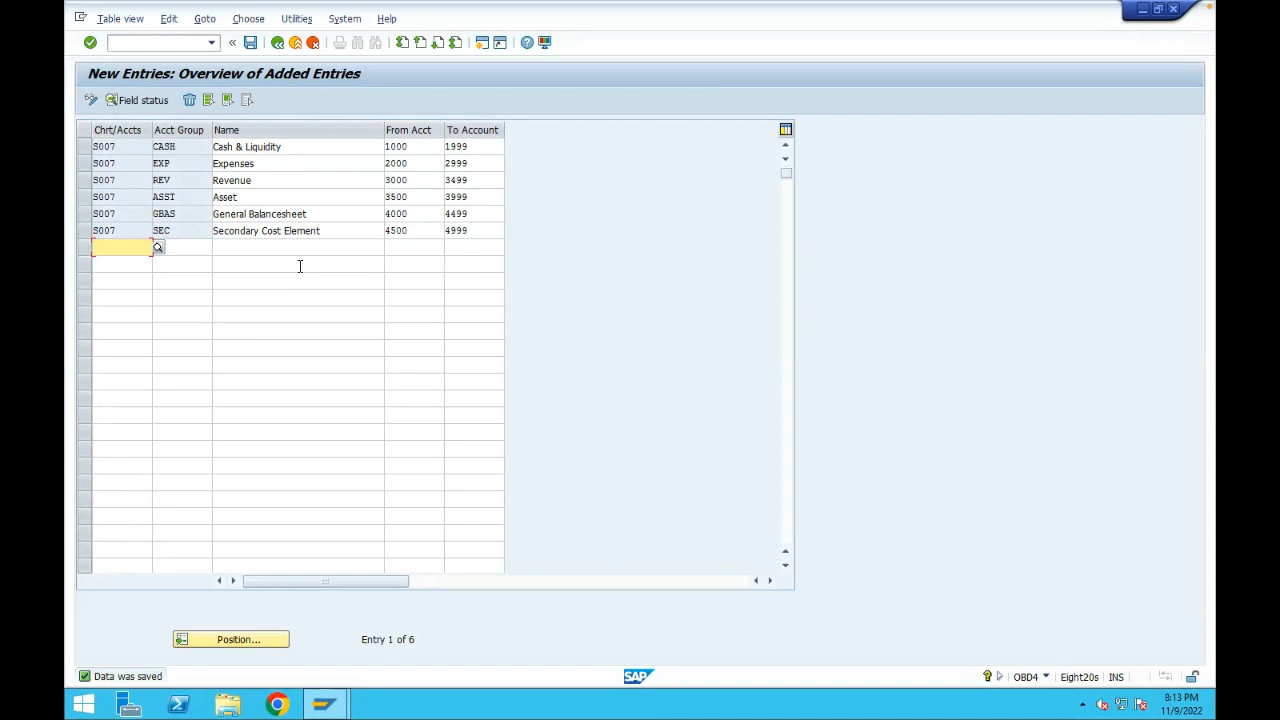 Table view Edit Goto Choose Utilities System Help
New Entries: Overview of Added Entries
Field status
Chrt/Accts Acct Group Name From Acct To Account
S007 CASH Cash & Liquidity 1000 1999
S007 EXP Expenses 2000 2999
S007 REV Revenue 3000 3499
S007 ASST Asset 3500 3999
S007 GBAS General Balancesheet 4000 4499
S007 SEC Secondary Cost Element 4500 4999
Position... Entry 1 of 6
Data was saved SAP OBD4 Eight20s INS
8:13 PM
11/9/2022